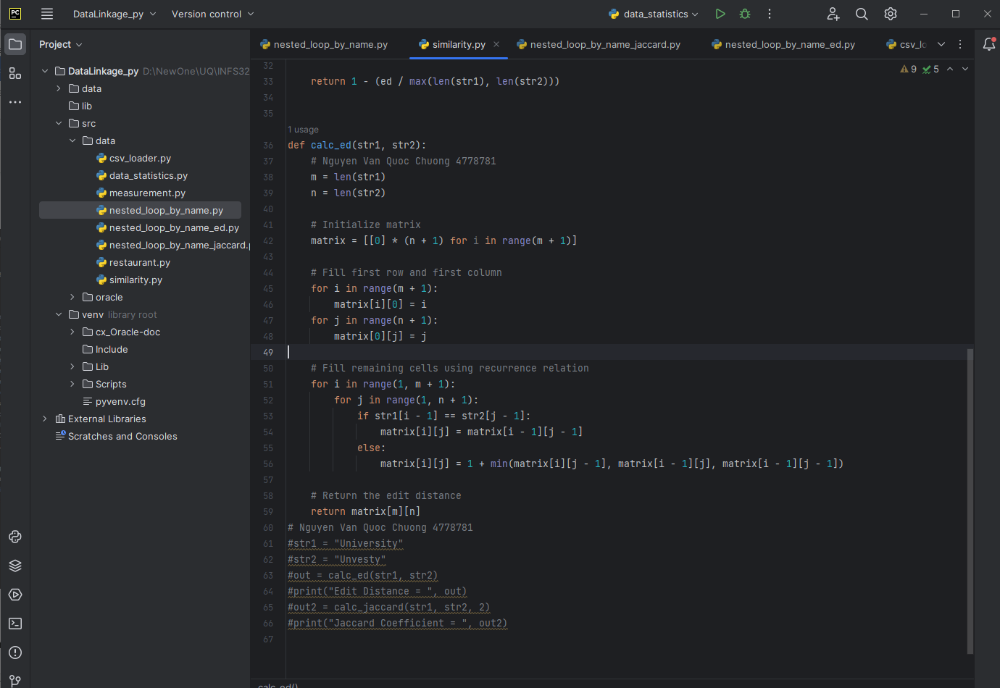 PC
DataLinkage_py
Version control
data_statistics
Project
nested_loop_by_name.py
similarity.py
nested_loop_by_name_jaccard.py
nested_loop_by_name_ed.py
csv_lo
DataLinkage_py D:\NewOne\UQ\INFS32
data
lib
src
data
csv_loader.py
data_statistics.py
measurement.py
nested_loop_by_name.py
nested_loop_by_name_ed.py
nested_loop_by_name_jaccard.p
restaurant.py
similarity.py
oracle
venv library root
cx_Oracle-doc
Include
Lib
Scripts
pyvenv.cfg
External Libraries
Scratches and Consoles
9 5
32
33 return 1 - (ed / max(len(str1), len(str2)))
34
35
1 usage
36 def calc_ed(str1, str2):
37 # Nguyen Van Quoc Chuong 4778781
38 m = len(str1)
39 n = len(str2)
40
41 # Initialize matrix
42 matrix = [[0] * (n + 1) for i in range(m + 1)]
43
44 # Fill first row and first column
45 for i in range(m + 1):
46 matrix[i][0] = i
47 for j in range(n + 1):
48 matrix[0][j] = j
49
50 # Fill remaining cells using recurrence relation
51 for i in range(1, m + 1):
52 for j in range(1, n + 1):
53 if str1[i - 1] == str2[j - 1]:
54 matrix[i][j] = matrix[i - 1][j - 1]
55 else:
56 matrix[i][j] = 1 + min(matrix[i][j - 1], matrix[i - 1][j], matrix[i - 1][j - 1])
57
58 # Return the edit distance
59 return matrix[m][n]
60 # Nguyen Van Quoc Chuong 4778781
61 #str1 = "University"
62 #str2 = "Unvesty"
63 #out = calc_ed(str1, str2)
64 #print("Edit Distance = ", out)
65 #out2 = calc_jaccard(str1, str2, 2)
66 #print("Jaccard Coefficient = ", out2)
67
calc_ed()